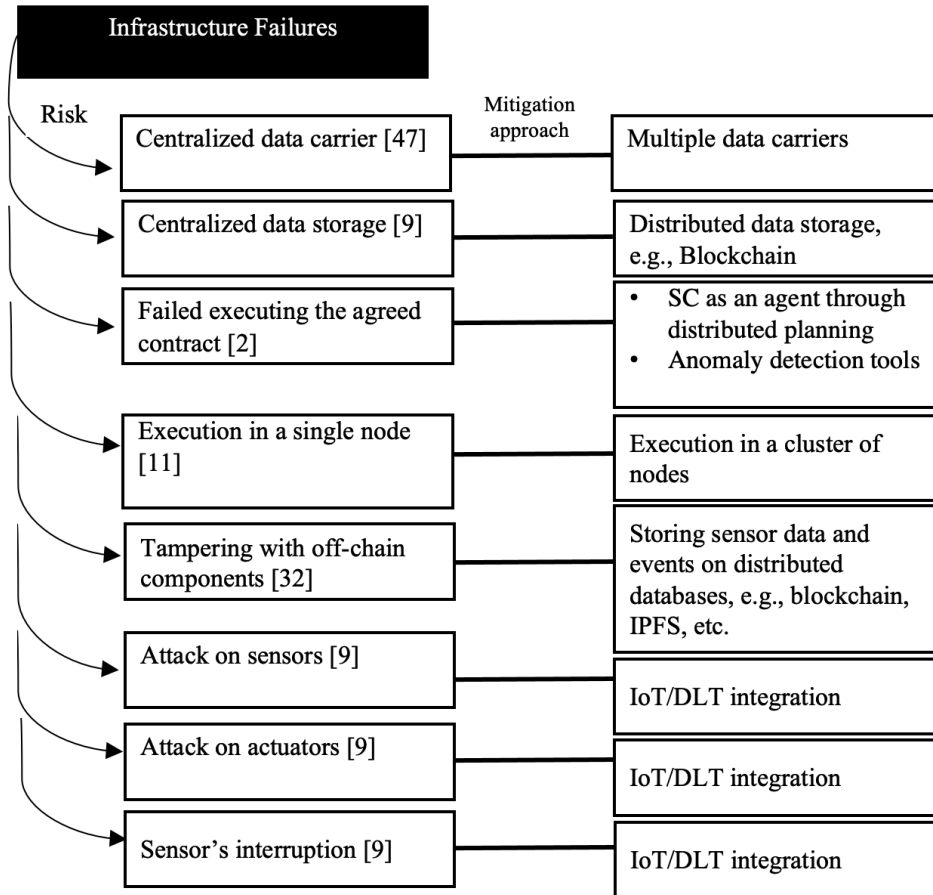 Infrastructure Failures
Risk
Mitigation
approach
Centralized data carrier [47]
Multiple data carriers
Centralized data storage [9]
Distributed data storage,
e.g., Blockchain
Failed executing the agreed
contract [2]
• SC as an agent through
distributed planning
• Anomaly detection tools
Execution in a single node
[11]
Execution in a cluster of
nodes
Tampering with off-chain
components [32]
Storing sensor data and
events on distributed
databases, e.g., blockchain,
IPFS, etc.
Attack on sensors [9]
IoT/DLT integration
Attack on actuators [9]
IoT/DLT integration
Sensor’s interruption [9]
IoT/DLT integration